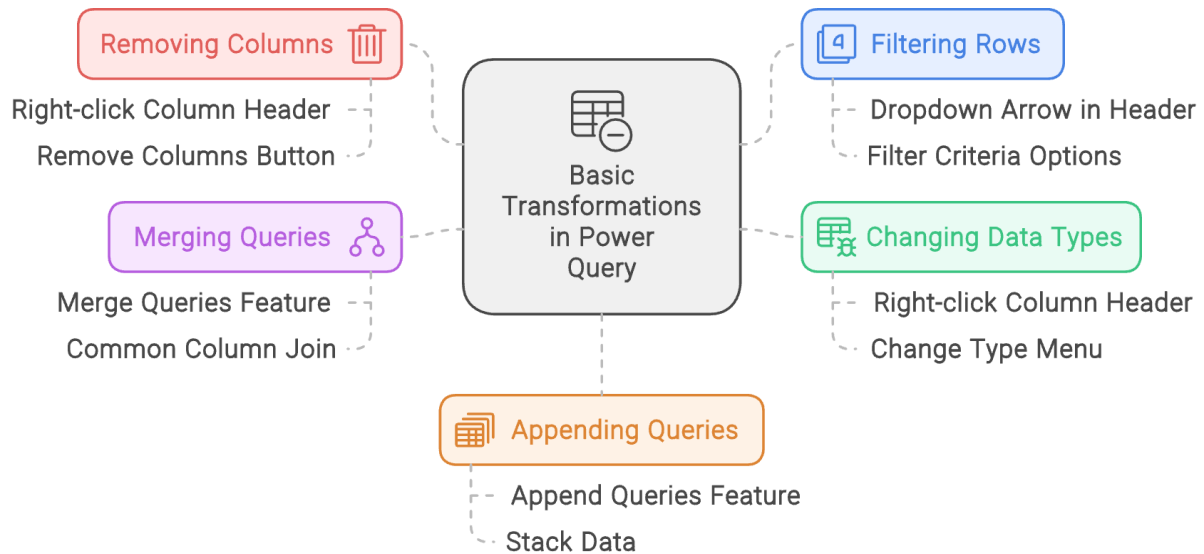 Removing Columns
Right-click Column Header
Remove Columns Button
Merging Queries
Merge Queries Feature
Common Column Join
Basic
Transformations
in Power
Query
Filtering Rows
Dropdown Arrow in Header
Filter Criteria Options
Changing Data Types
Right-click Column Header
Change Type Menu
Appending Queries
Append Queries Feature
Stack Data